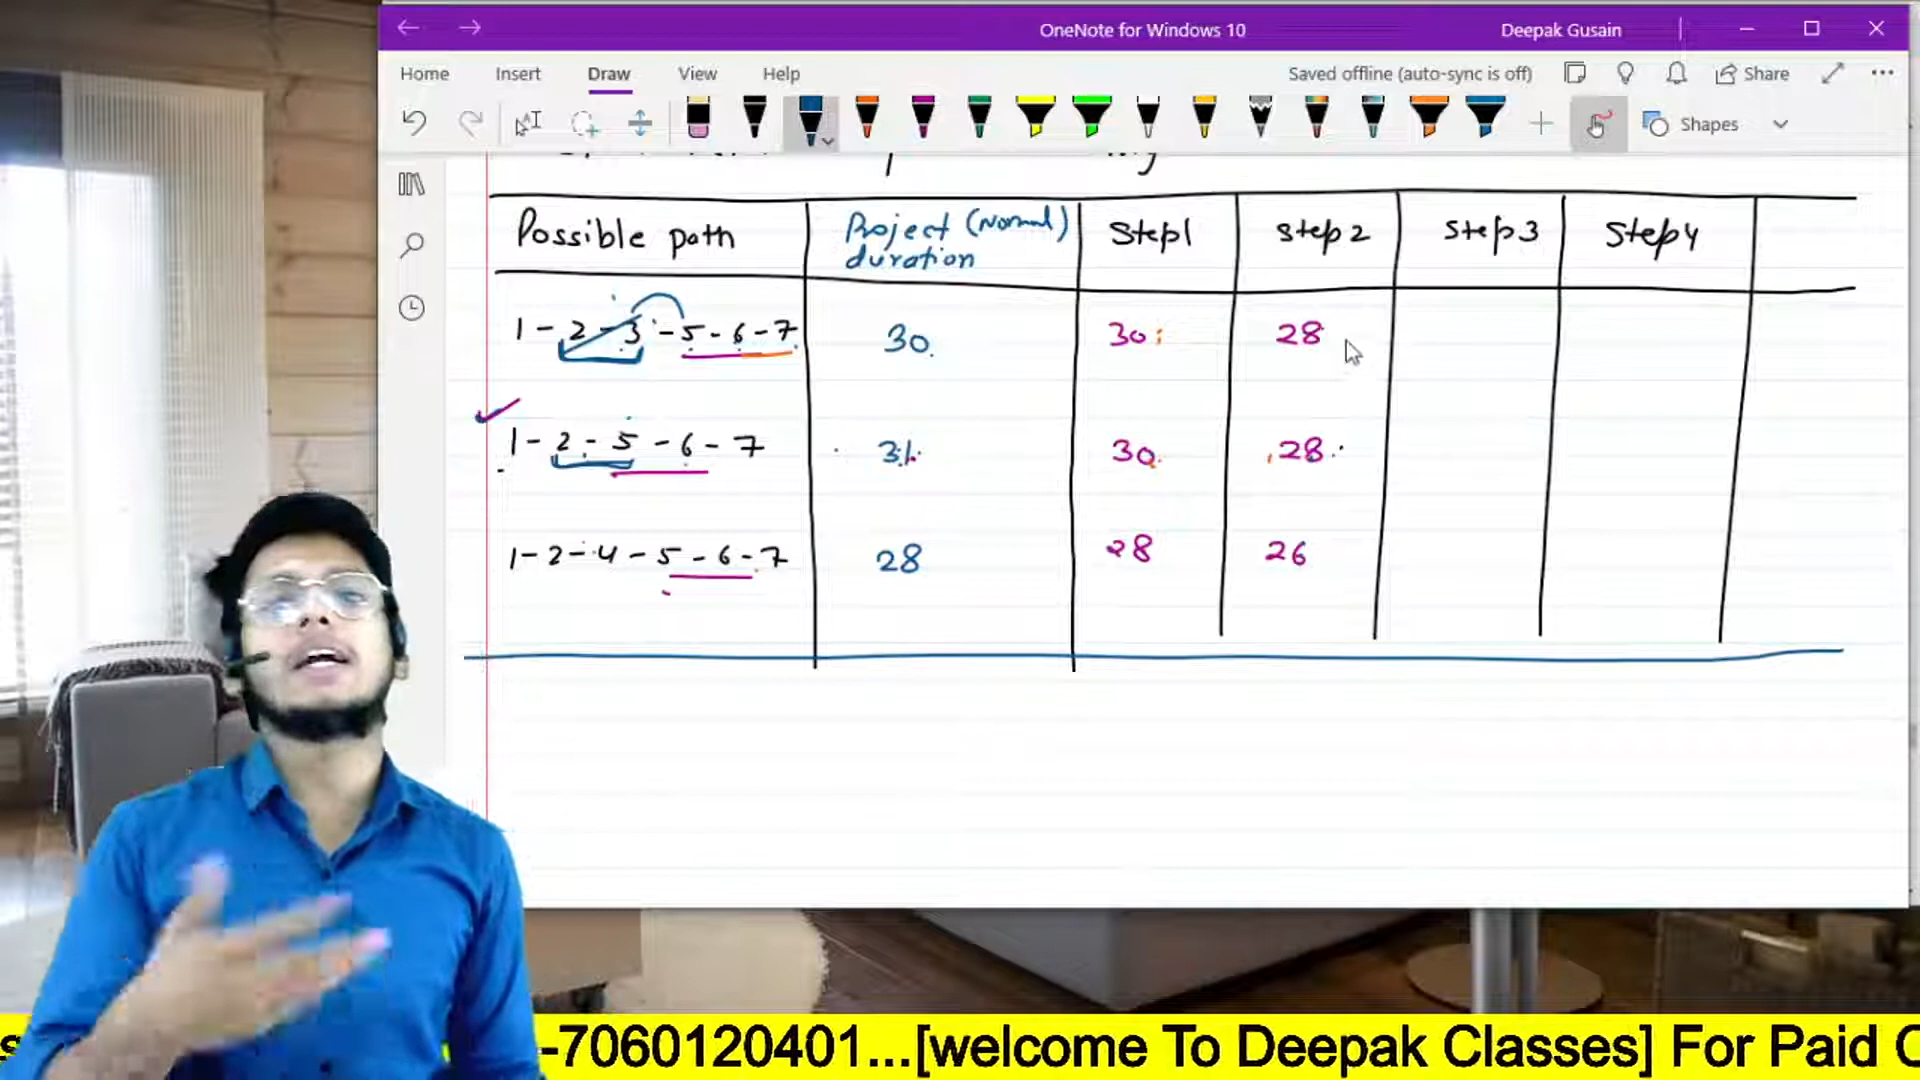 OneNote for Windows 10
Deepak Gusain
Home Insert Draw View Help
Saved offline (auto-sync is off)
Share
Shapes
Possible path
Project (Normal) duration
Step1
Step2
Step3
Step4
1-2-3-5-6-7 30 30 28
1-2-5-6-7 31 30 28
1-2-4-5-6-7 28 28 26
-7060120401...[welcome To Deepak Classes] For Paid